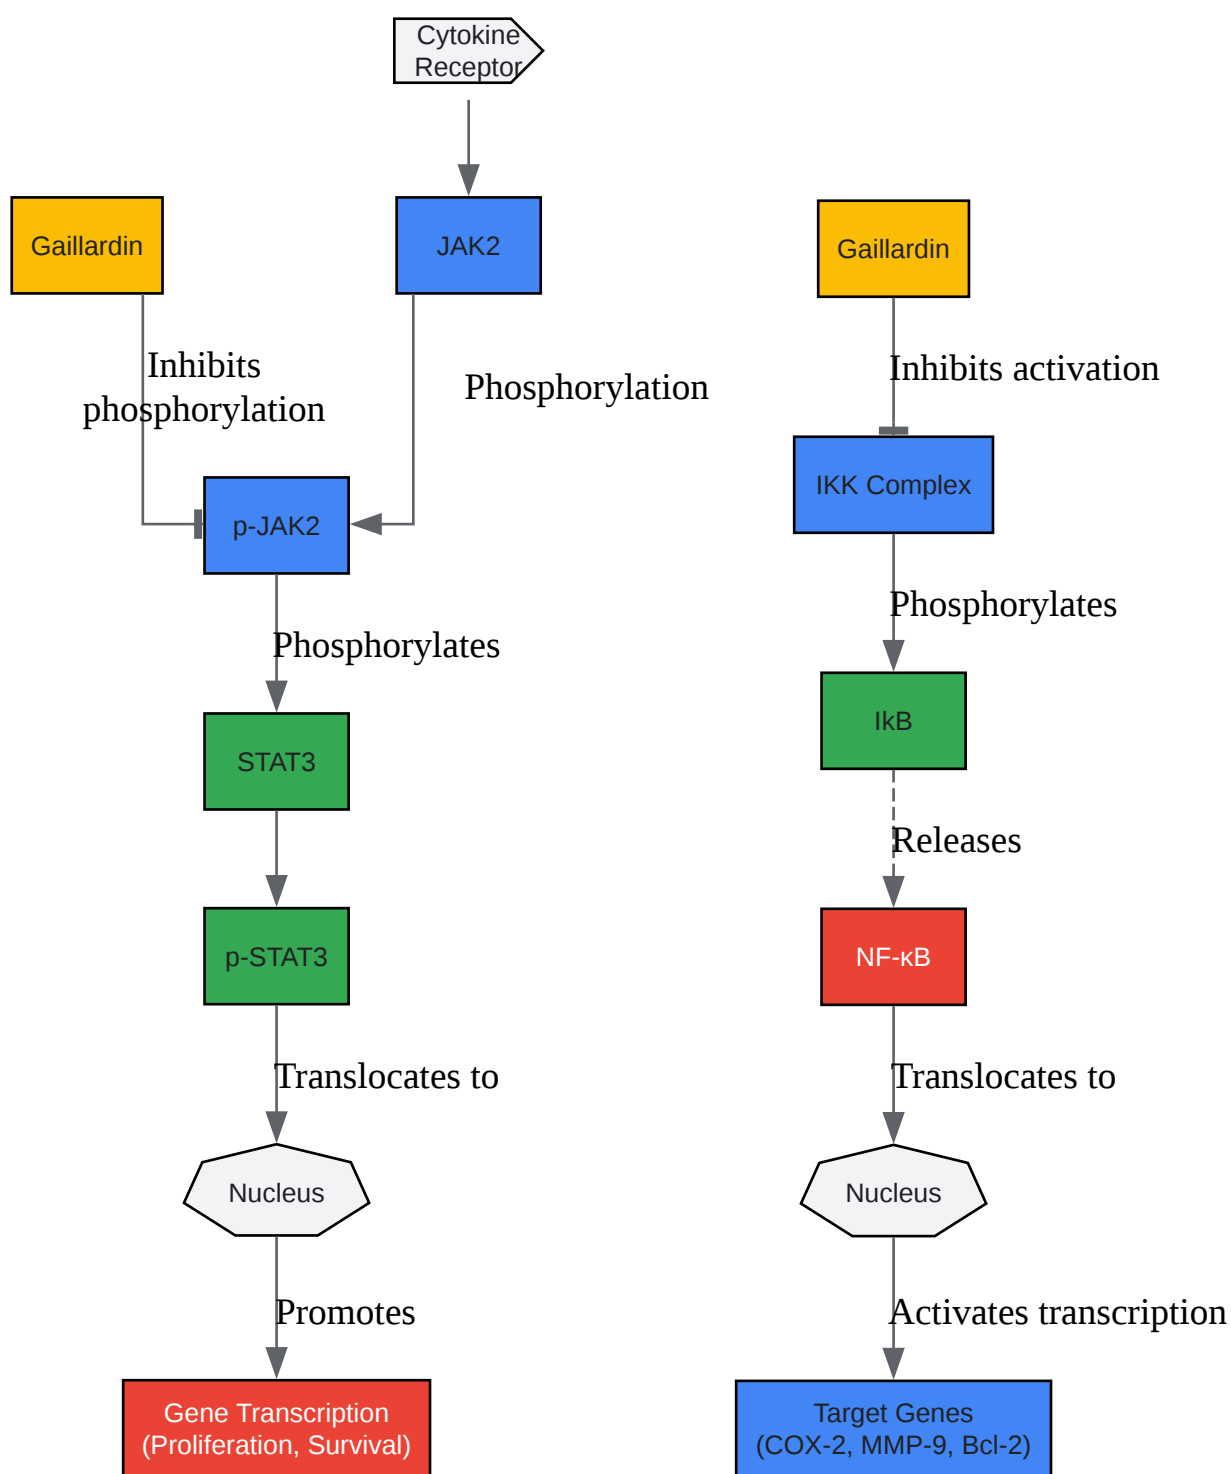 Cytokine
Receptor
Gaillardin
JAK2
Gaillardin
Inhibits
phosphorylation
Phosphorylation
Inhibits activation
p-JAK2
IKK Complex
Phosphorylates
Phosphorylates
STAT3
IkB
Releases
p-STAT3
NF-κB
Translocates to
Translocates to
Nucleus
Nucleus
Promotes
Activates transcription
Gene Transcription
(Proliferation, Survival)
Target Genes
(COX-2, MMP-9, Bcl-2)